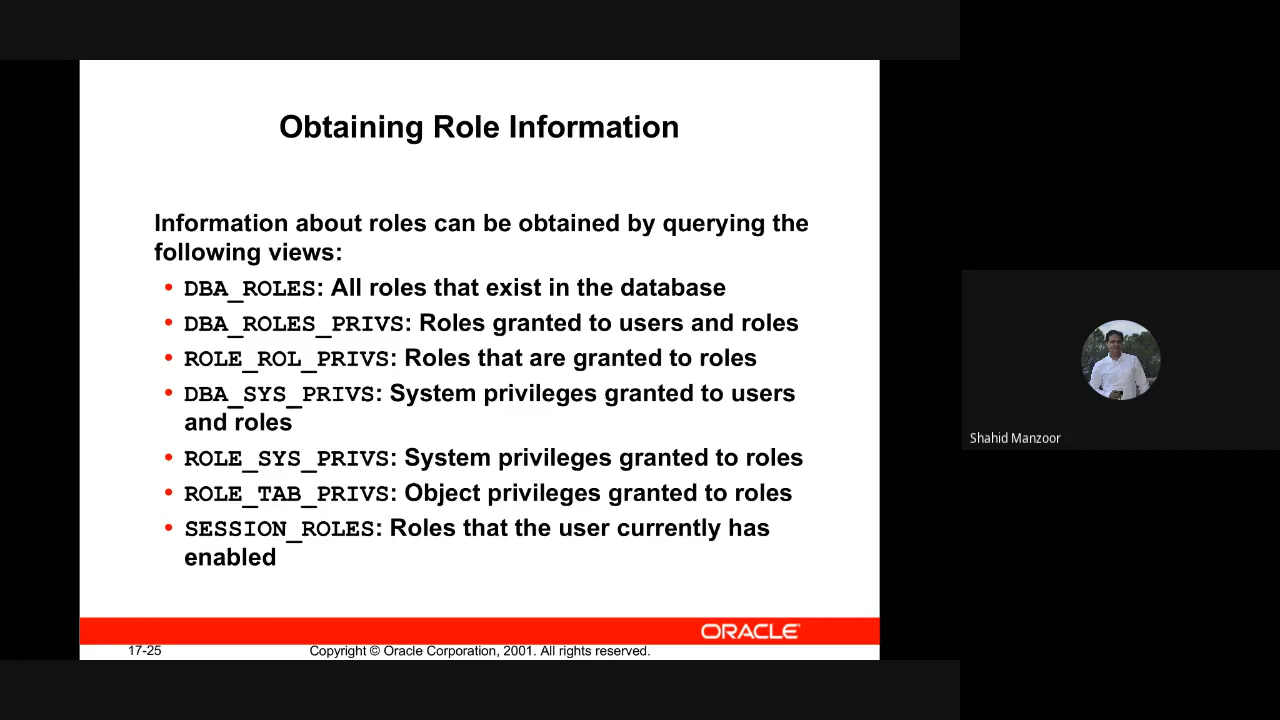 Obtaining Role Information
Information about roles can be obtained by querying the
following views:
• DBA_ROLES: All roles that exist in the database
• DBA_ROLES_PRIVS: Roles granted to users and roles
• ROLE_ROL_PRIVS: Roles that are granted to roles
• DBA_SYS_PRIVS: System privileges granted to users
and roles
• ROLE_SYS_PRIVS: System privileges granted to roles
• ROLE_TAB_PRIVS: Object privileges granted to roles
• SESSION_ROLES: Roles that the user currently has
enabled
ORACLE
17-25
Copyright © Oracle Corporation, 2001. All rights reserved.
Shahid Manzoor